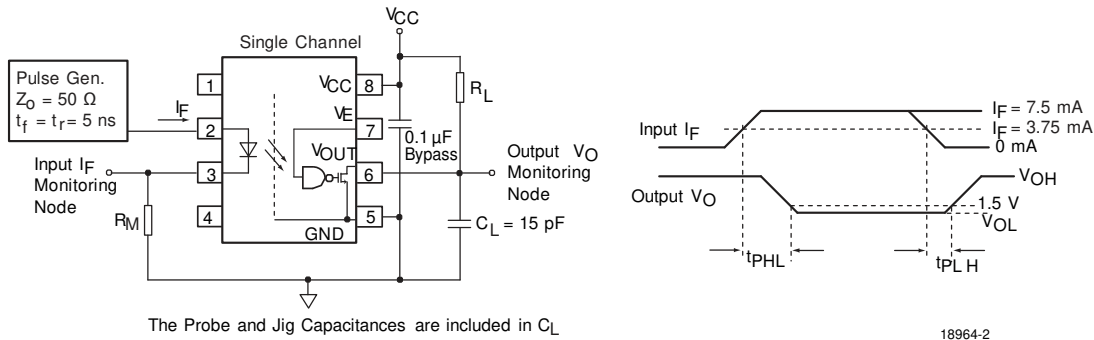 VCC
Single Channel
Pulse Gen.
ZO = 50 Ω
tf = tr= 5 ns
IF
1
2
3
4
VCC
8
VE
7
VOUT
6
5
GND
RL
0.1 µF
Bypass
Output VO
Monitoring
Node
Input IF
Monitoring
Node
RM
CL = 15 pF
The Probe and Jig Capacitances are included in CL
Input IF
IF = 7.5 mA
IF = 3.75 mA
0 mA
Output VO
VOH
1.5 V
VOL
tPHL
tPL H
18964-2